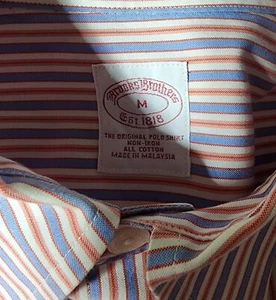 Brooks Brothers
M
Est. 1818
THE ORIGINAL POLO SHIRT
NON-IRON
ALL COTTON
MADE IN MALAYSIA